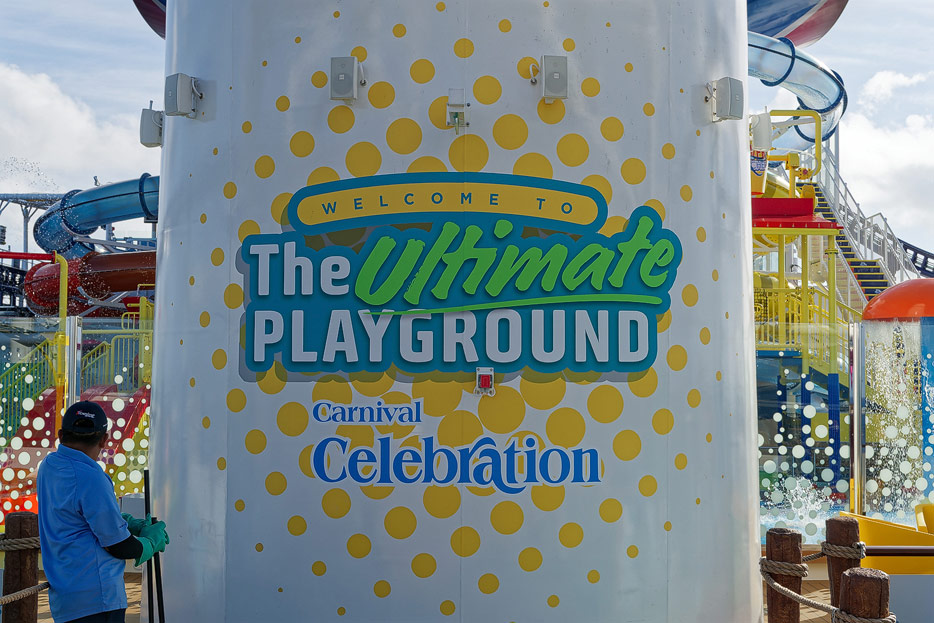 WELCOME TO
The Ultimate
PLAYGROUND
Carnival
Celebration